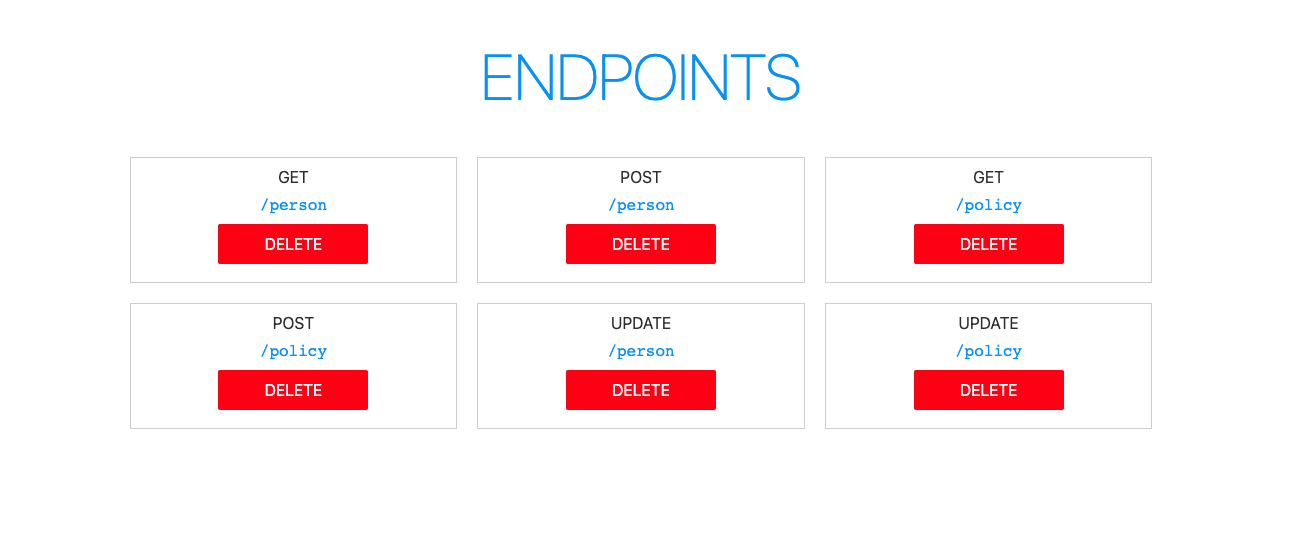 ENDPOINTS
GET
/person
DELETE
POST
/person
DELETE
GET
/policy
DELETE
POST
/policy
DELETE
UPDATE
/person
DELETE
UPDATE
/policy
DELETE